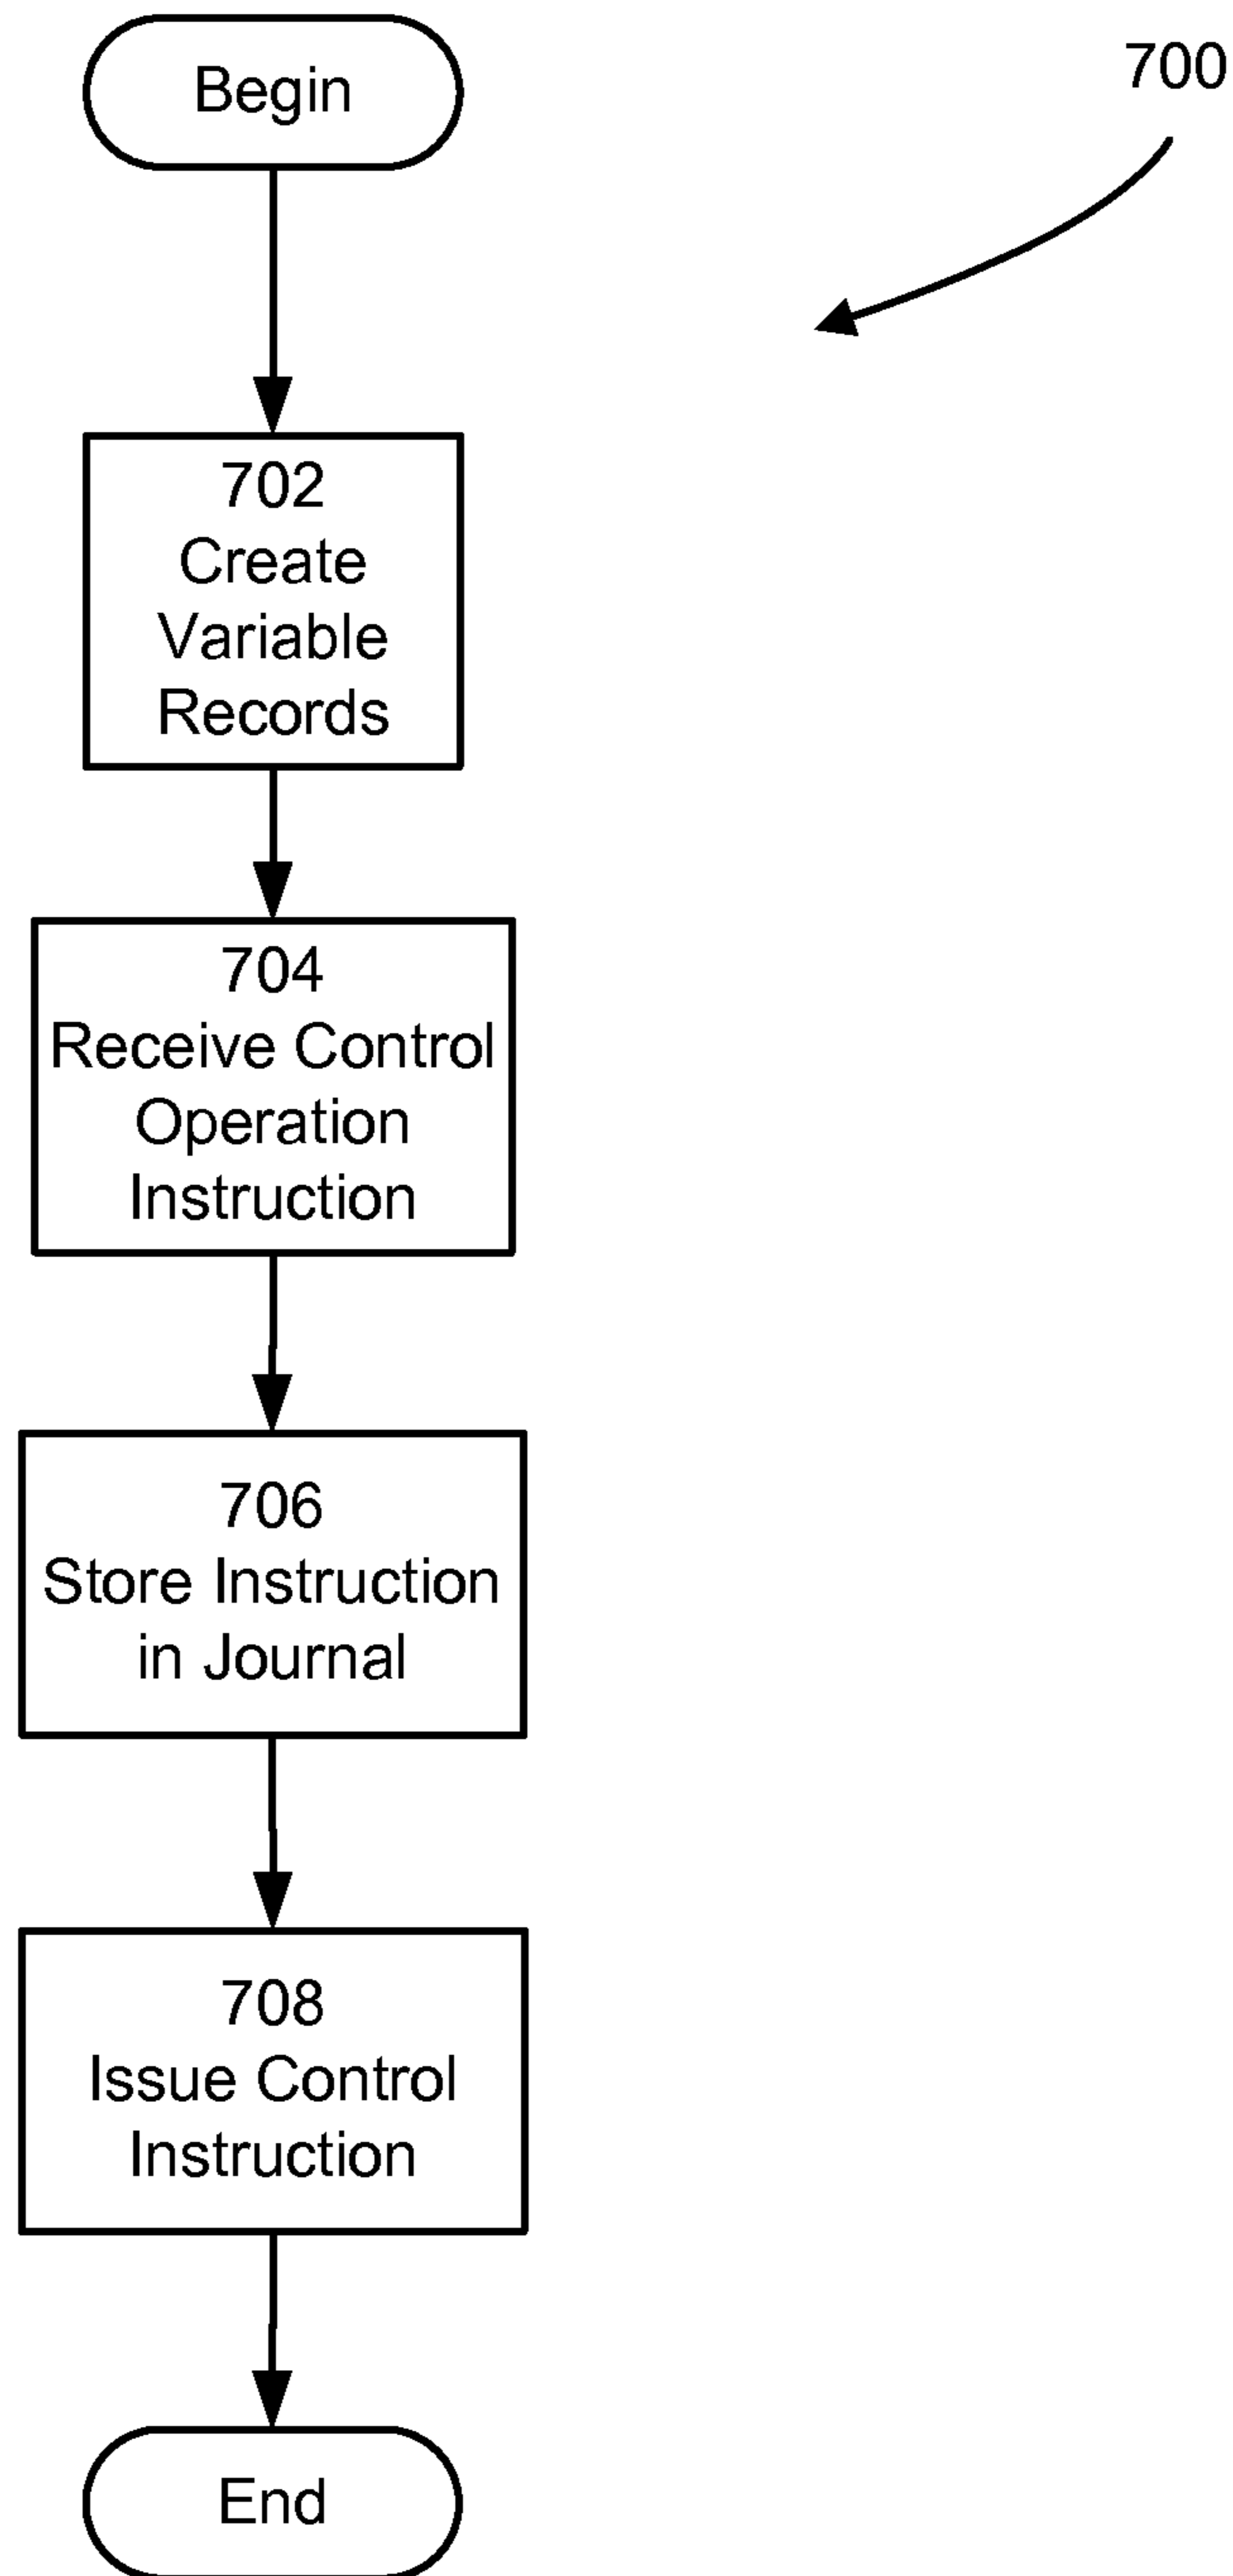 Begin
700
702
Create
Variable
Records
704
Receive Control
Operation
Instruction
706
Store Instruction
in Journal
708
Issue Control
Instruction
End